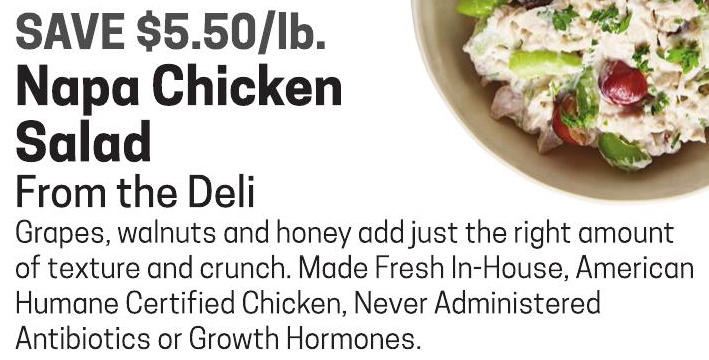 SAVE $5.50/lb.
Napa Chicken
Salad
From the Deli
Grapes, walnuts and honey add just the right amount
of texture and crunch. Made Fresh In-House, American
Humane Certified Chicken, Never Administered
Antibiotics or Growth Hormones.